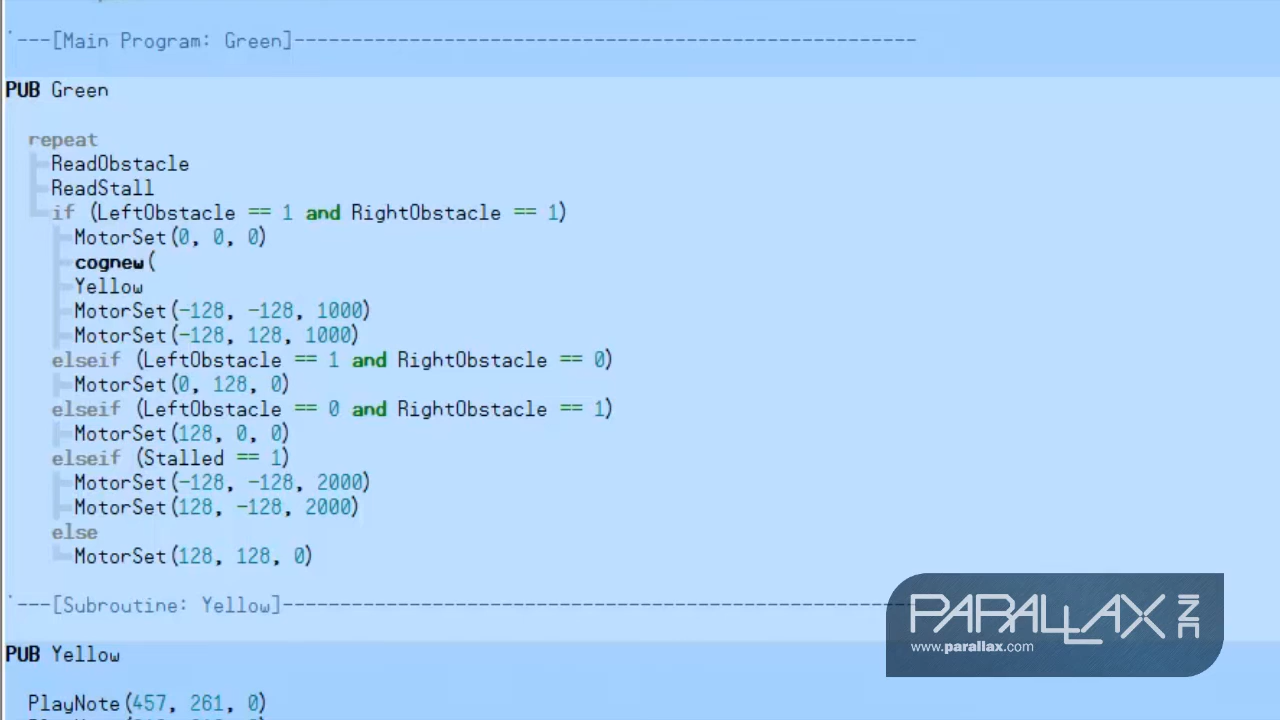 '---[Main Program: Green]------------------------------------------------------
PUB Green
repeat
ReadObstacle
ReadStall
if (LeftObstacle == 1 and RightObstacle == 1)
MotorSet(0, 0, 0)
cognew(
Yellow
MotorSet(-128, -128, 1000)
MotorSet(-128, 128, 1000)
elseif (LeftObstacle == 1 and RightObstacle == 0)
MotorSet(0, 128, 0)
elseif (LeftObstacle == 0 and RightObstacle == 1)
MotorSet(128, 0, 0)
elseif (Stalled == 1)
MotorSet(-128, -128, 2000)
MotorSet(128, -128, 2000)
else
MotorSet(128, 128, 0)
'---[Subroutine: Yellow]------------------------------------------------------
PUB Yellow
PlayNote(457, 261, 0)
PARALLAX INC
www.parallax.com